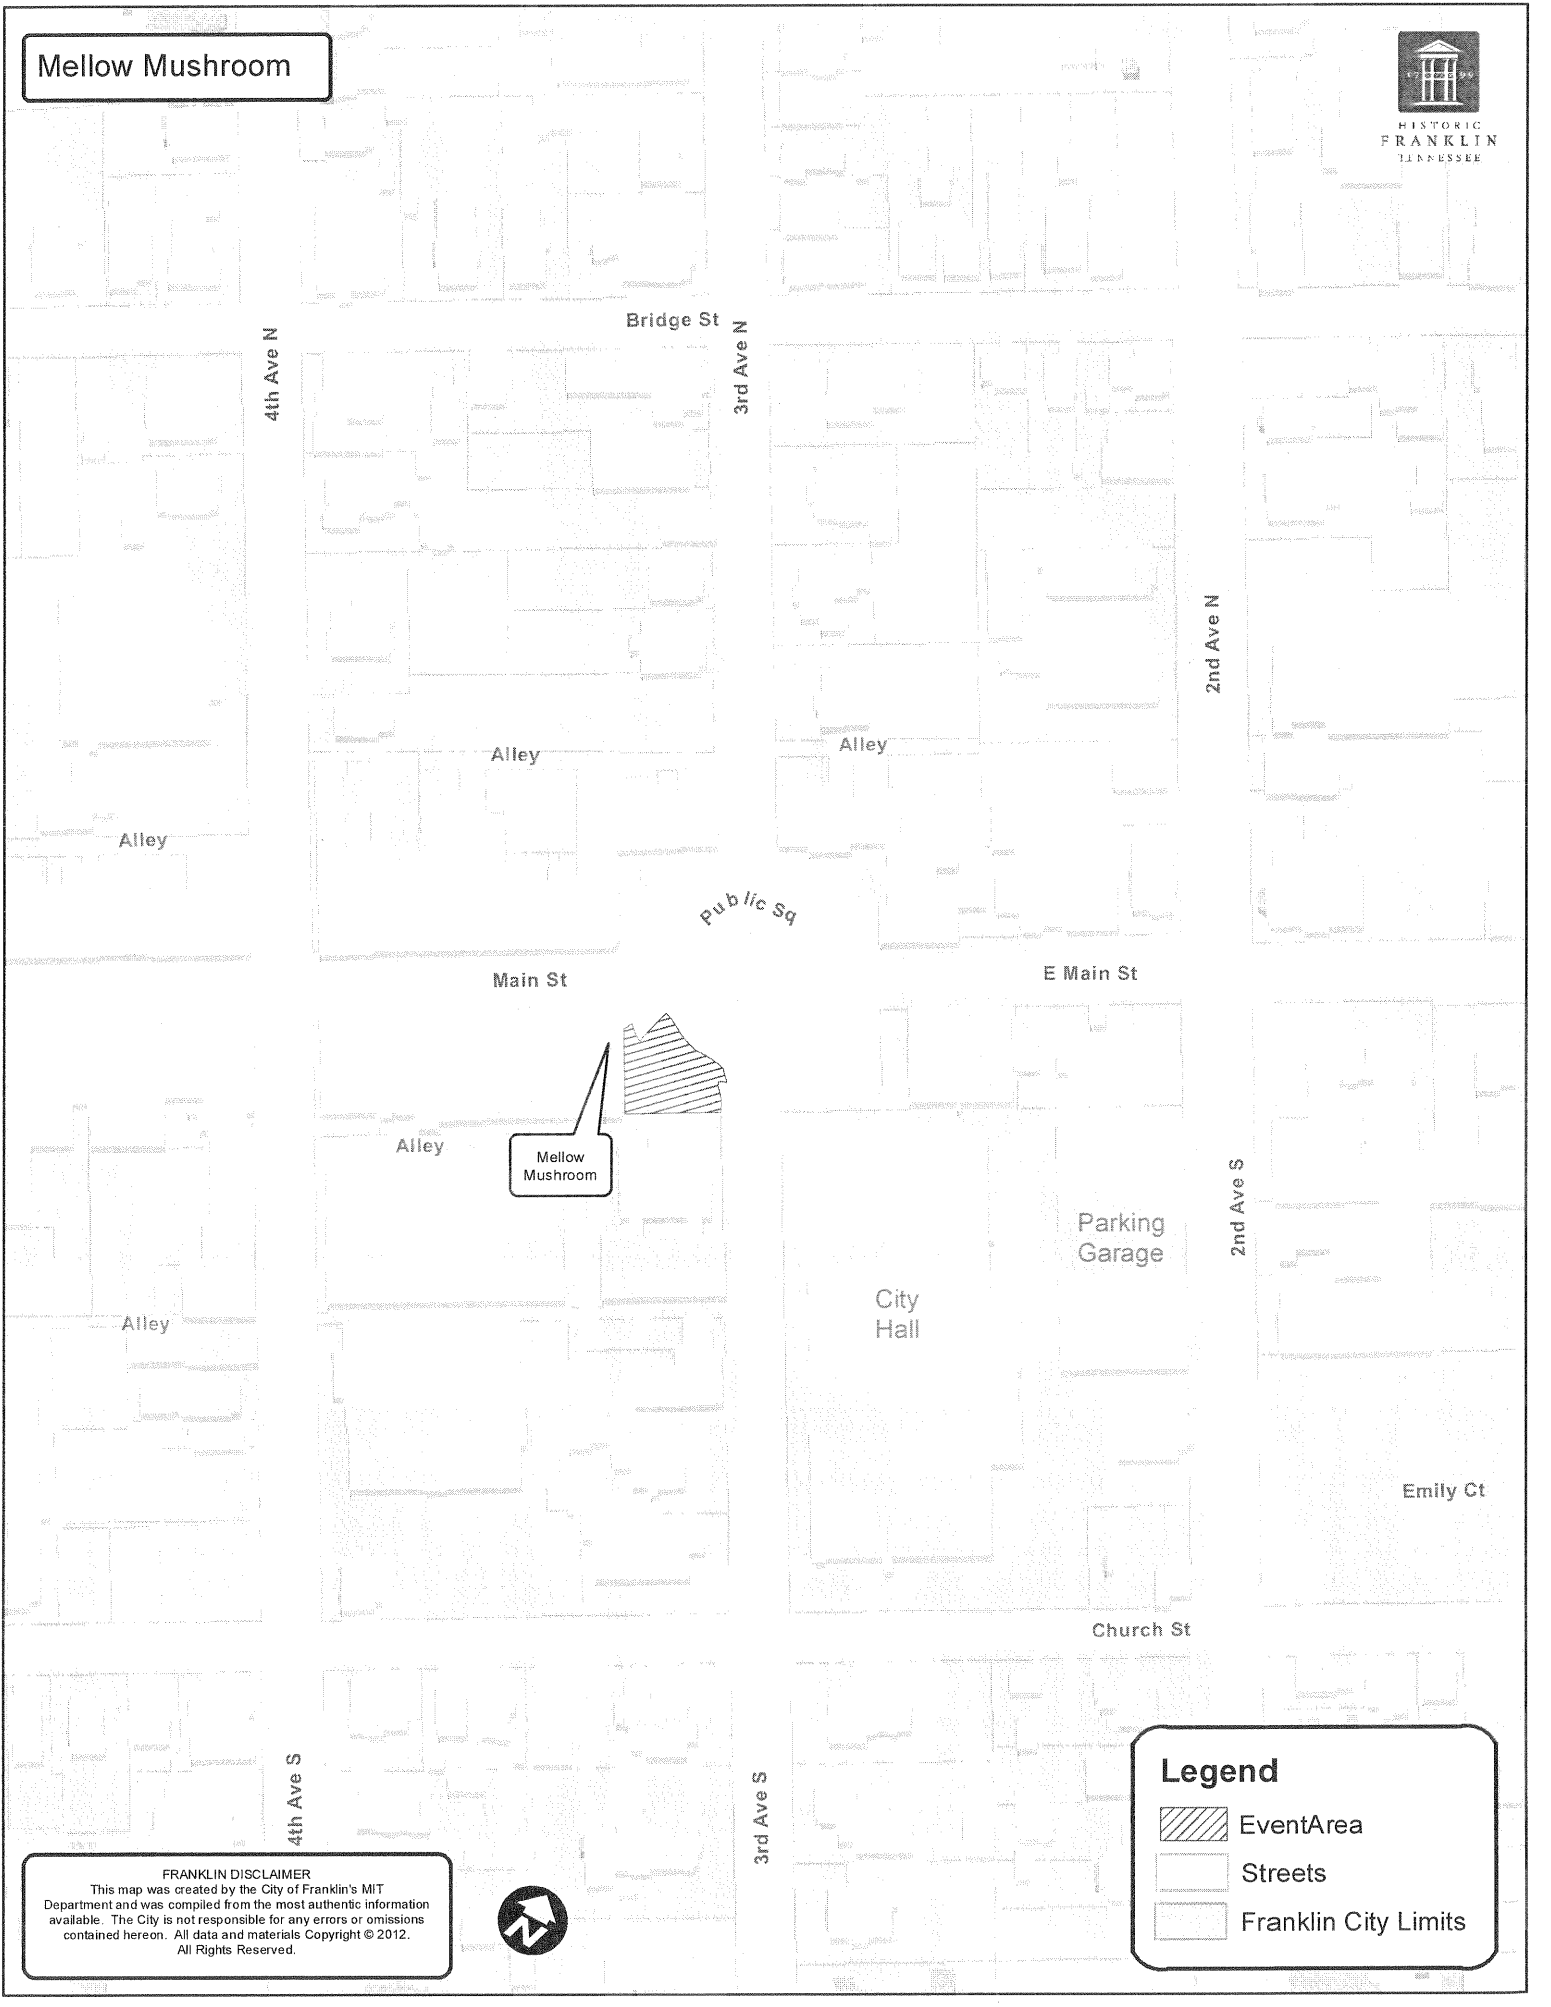 Mellow Mushroom
HISTORIC
FRANKLIN
TENNESSEE
Bridge St
4th Ave N
3rd Ave N
2nd Ave N
Alley
Alley
Alley
Public Sq
Main St
E Main St
Mellow
Mushroom
Alley
2nd Ave S
Parking
Garage
City
Hall
Alley
Emily Ct
Church St
4th Ave S
3rd Ave S
Legend
EventArea
Streets
Franklin City Limits
FRANKLIN DISCLAIMER
This map was created by the City of Franklin's MIT
Department and was compiled from the most authentic information
available. The City is not responsible for any errors or omissions
contained hereon. All data and materials Copyright © 2012.
All Rights Reserved.
N